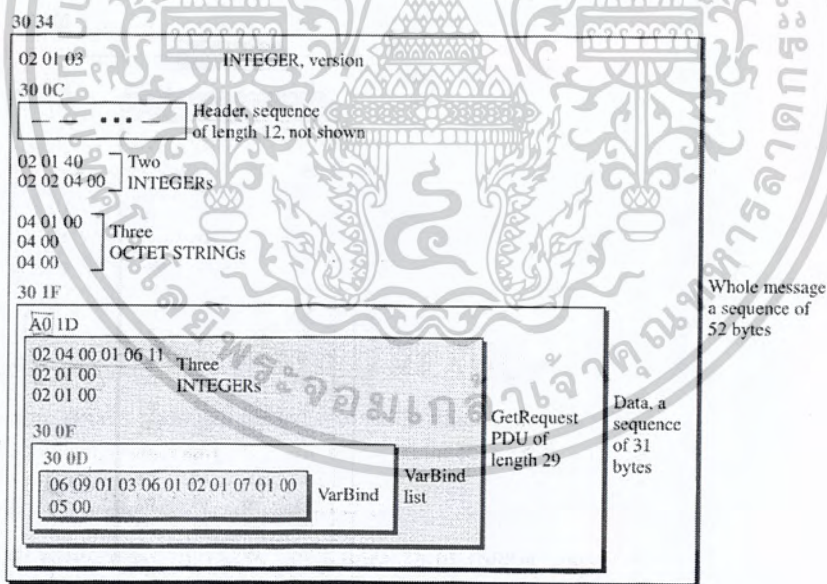 30 34
02 01 03 INTEGER, version
30 0C
Header, sequence
of length 12, not shown
02 01 40 Two
02 02 04 00 INTEGERs
04 01 00 Three
04 00 OCTET STRINGs
04 00
30 1F
A0 1D
02 04 00 01 06 11 Three
02 01 00 INTEGERs
02 01 00
30 0F
30 0D
06 09 01 03 06 01 02 01 07 01 00
05 00
VarBind
VarBind
list
GetRequest
PDU of
length 29
Data, a
sequence
of 31
bytes
Whole message
a sequence of
52 bytes